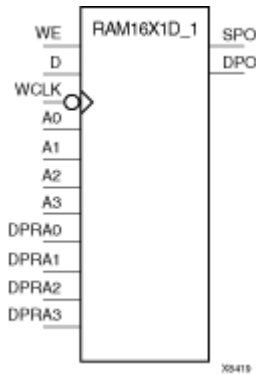 RAM16X1D_1
WE
SPO
D
DPO
WCLK
A0
A1
A2
A3
DPRA0
DPRA1
DPRA2
DPRA3
X8419